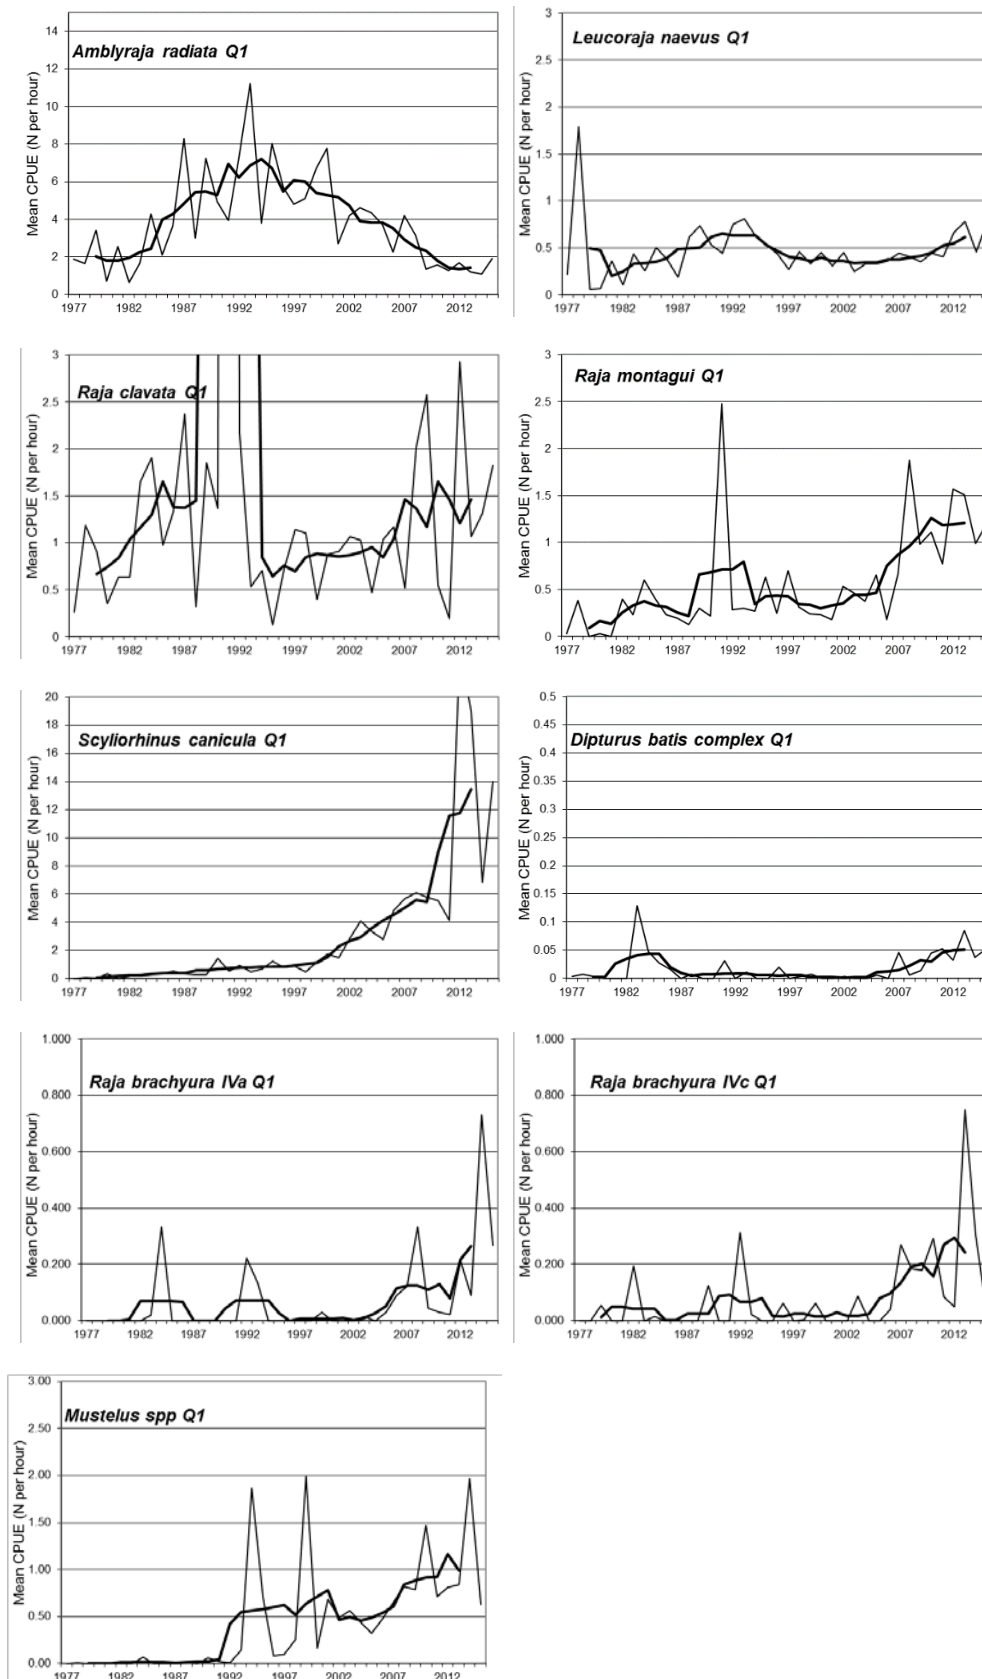 Amblyraja radiata Q1
Mean CPUE (N per hour)
14
12
10
8
6
4
2
0
1977 1982 1987 1992 1997 2002 2007 2012
Leucoraja naevus Q1
Mean CPUE (N per hour)
3
2.5
2
1.5
1
0.5
0
1977 1982 1987 1992 1997 2002 2007 2012
Raja clavata Q1
Mean CPUE (N per hour)
3
2.5
2
1.5
1
0.5
0
1977 1982 1987 1992 1997 2002 2007 2012
Raja montagui Q1
Mean CPUE (N per hour)
3
2.5
2
1.5
1
0.5
0
1977 1982 1987 1992 1997 2002 2007 2012
Scyliorhinus canicula Q1
Mean CPUE (N per hour)
20
18
16
14
12
10
8
6
4
2
0
1977 1982 1987 1992 1997 2002 2007 2012
Dipturus batis complex Q1
Mean CPUE (N per hour)
0.5
0.45
0.4
0.35
0.3
0.25
0.2
0.15
0.1
0.05
0
1977 1982 1987 1992 1997 2002 2007 2012
Raja brachyura IVa Q1
Mean CPUE (N per hour)
1.000
0.800
0.600
0.400
0.200
0.000
1977 1982 1987 1992 1997 2002 2007 2012
Raja brachyura IVc Q1
Mean CPUE (N per hour)
1.000
0.800
0.600
0.400
0.200
0.000
1977 1982 1987 1992 1997 2002 2007 2012
Mustelus spp Q1
Mean CPUE (N per hour)
3.00
2.50
2.00
1.50
1.00
0.50
0.00
1977 1982 1987 1992 1997 2002 2007 2012